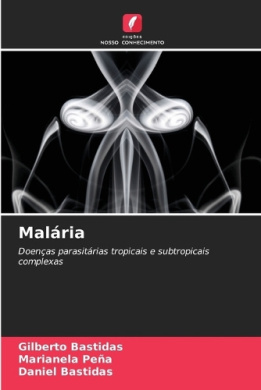 edições
NOSSO CONHECIMENTO
Malária
Doenças parasitárias tropicais e subtropicais
complexas
Gilberto Bastidas
Marianela Peña
Daniel Bastidas